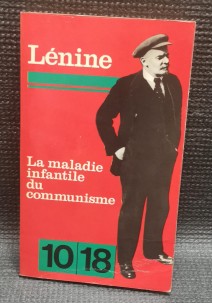 Lénine
La maladie
infantile
du
communisme
10 18